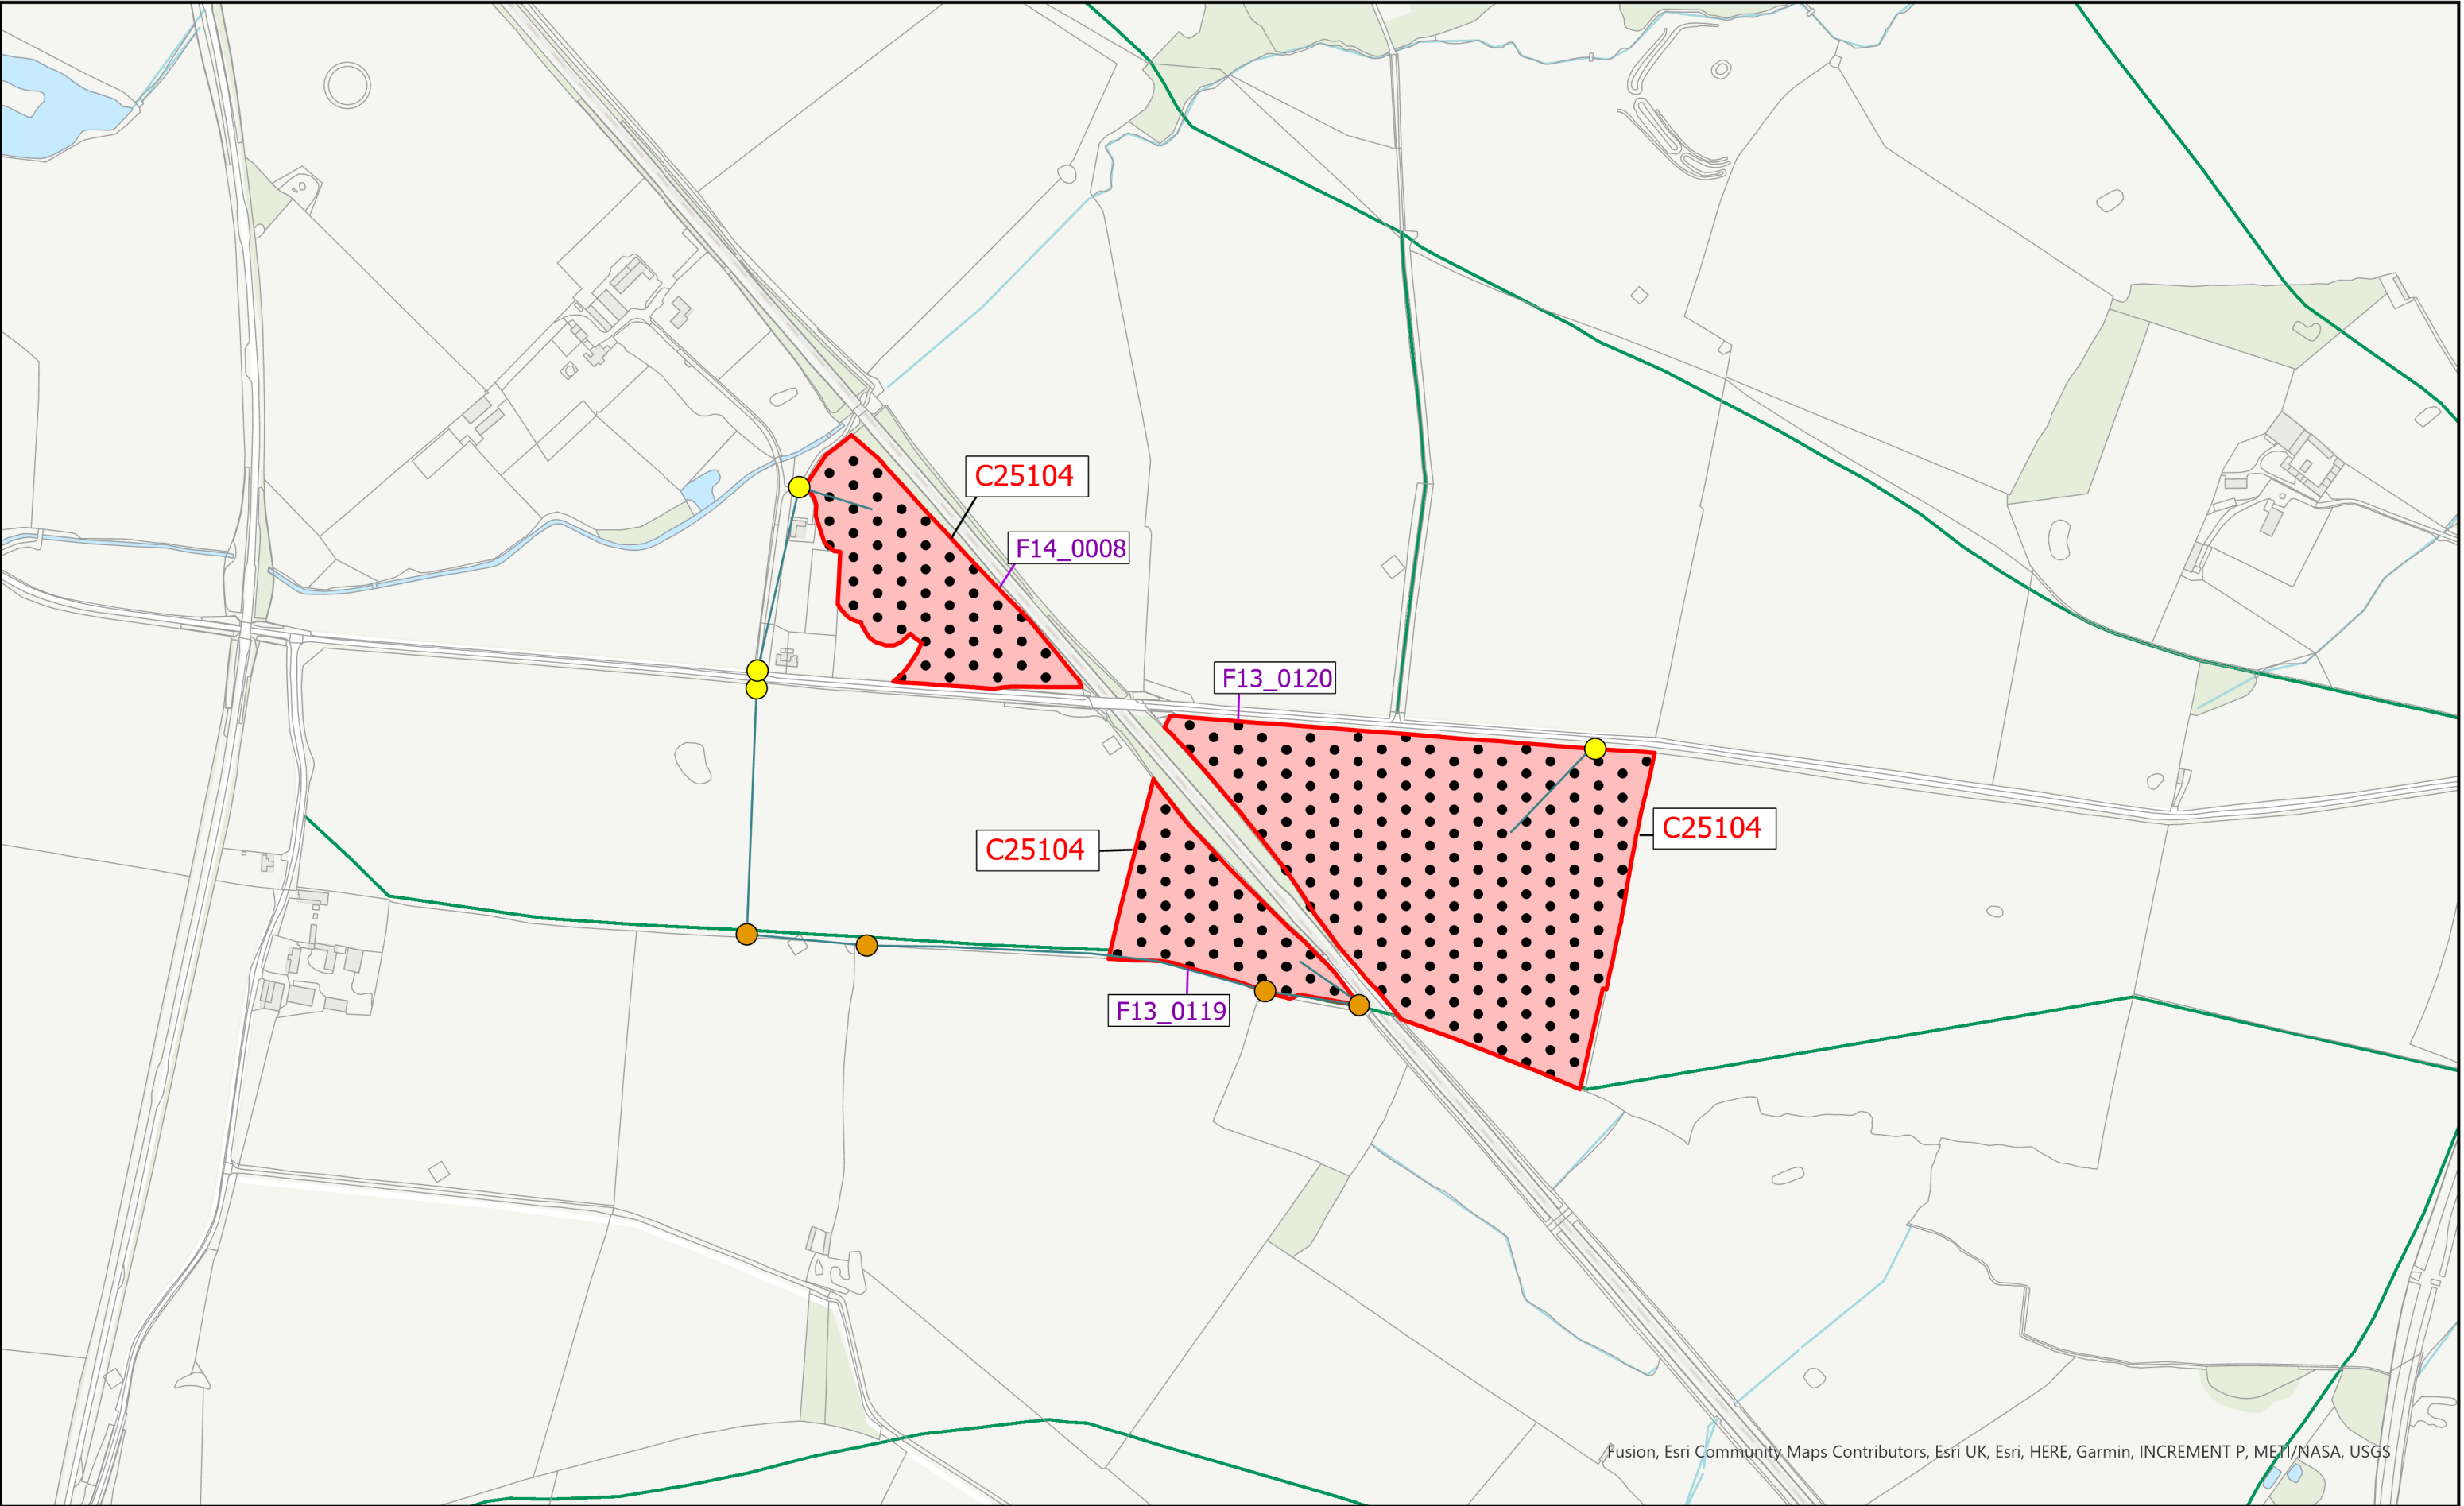 C25104
F14_0008
F13_0120
C25104
C25104
F13_0119
Fusion, Esri Community Maps Contributors, Esri UK, Esri, HERE, Garmin, INCREMENT P, METI/NASA, USGS